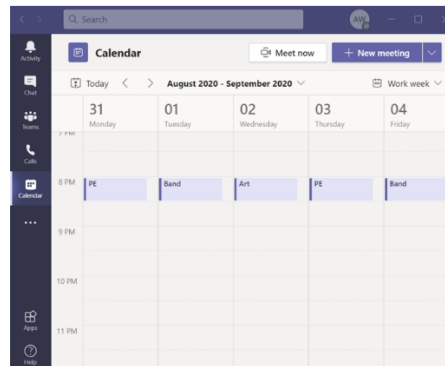 Search
AW
Activity
Chat
Teams
Calls
Calendar
Apps
Help
Calendar
Meet now
New meeting
Today
August 2020 - September 2020
Work week
31 01 02 03 04
Monday Tuesday Wednesday Thursday Friday
7 PM
8 PM PE Band Art PE Band
9 PM
10 PM
11 PM